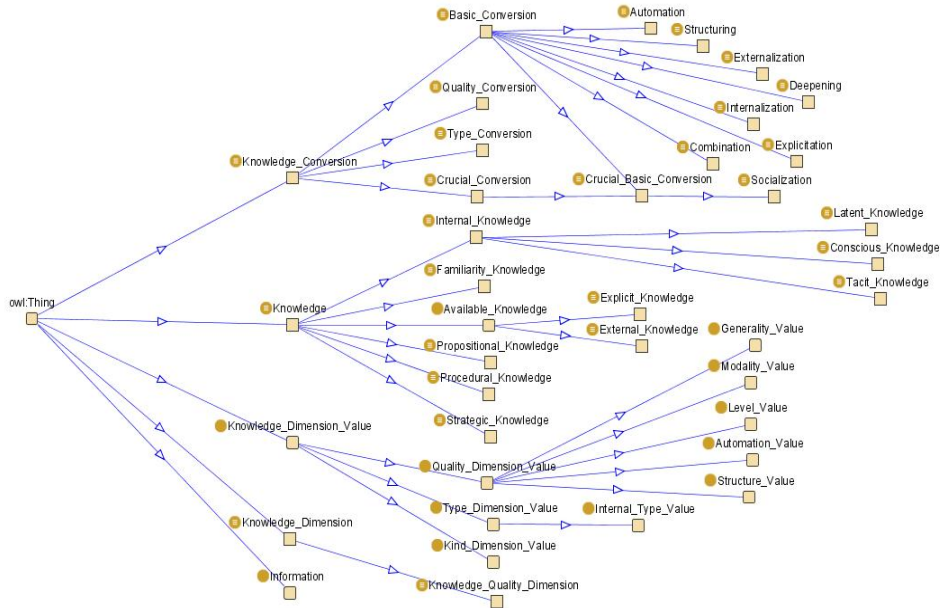 Basic_Conversion
Automation
Structuring
Externalization
Deepening
Internalization
Explicitation
Combination
Quality_Conversion
Type_Conversion
Knowledge_Conversion
Crucial_Conversion
Crucial_Basic_Conversion
Socialization
Internal_Knowledge
Latent_Knowledge
Conscious_Knowledge
Tacit_Knowledge
Familiarity_Knowledge
owl:Thing
Knowledge
Available_Knowledge
Explicit_Knowledge
External_Knowledge
Propositional_Knowledge
Procedural_Knowledge
Strategic_Knowledge
Generality_Value
Modality_Value
Level_Value
Automation_Value
Structure_Value
Knowledge_Dimension_Value
Quality_Dimension_Value
Type_Dimension_Value
Internal_Type_Value
Kind_Dimension_Value
Knowledge_Dimension
Knowledge_Quality_Dimension
Information